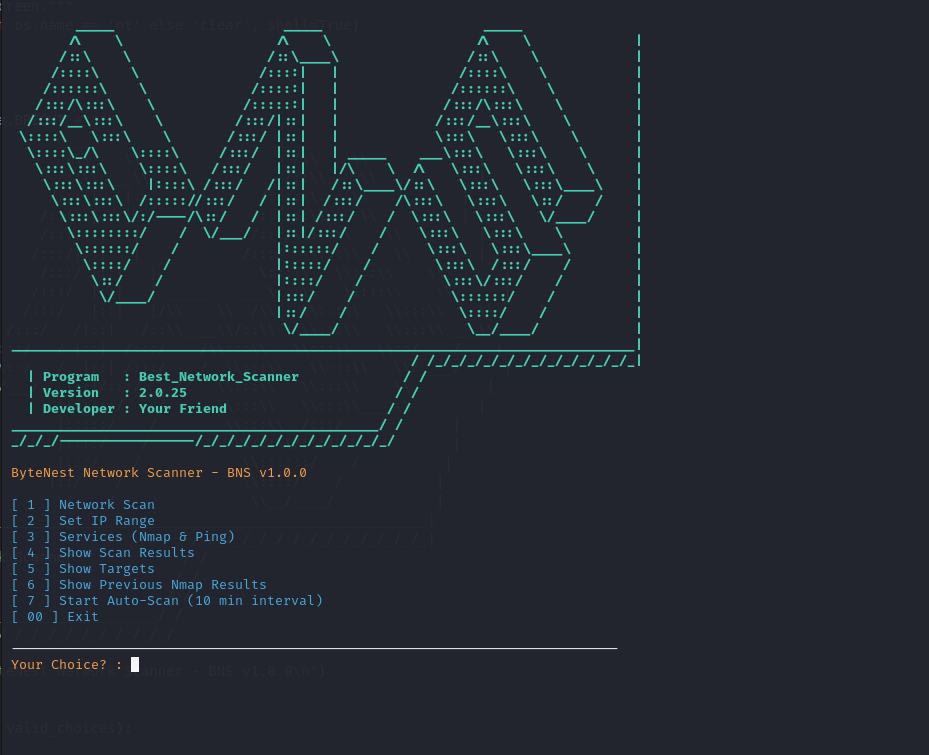 | Program   : Best_Network_Scanner
| Version   : 2.0.25
| Developer : Your Friend
ByteNest Network Scanner - BNS v1.0.0
[ 1 ] Network Scan
[ 2 ] Set IP Range
[ 3 ] Services (Nmap & Ping)
[ 4 ] Show Scan Results
[ 5 ] Show Targets
[ 6 ] Show Previous Nmap Results
[ 7 ] Start Auto-Scan (10 min interval)
[ 00 ] Exit
Your Choice? :